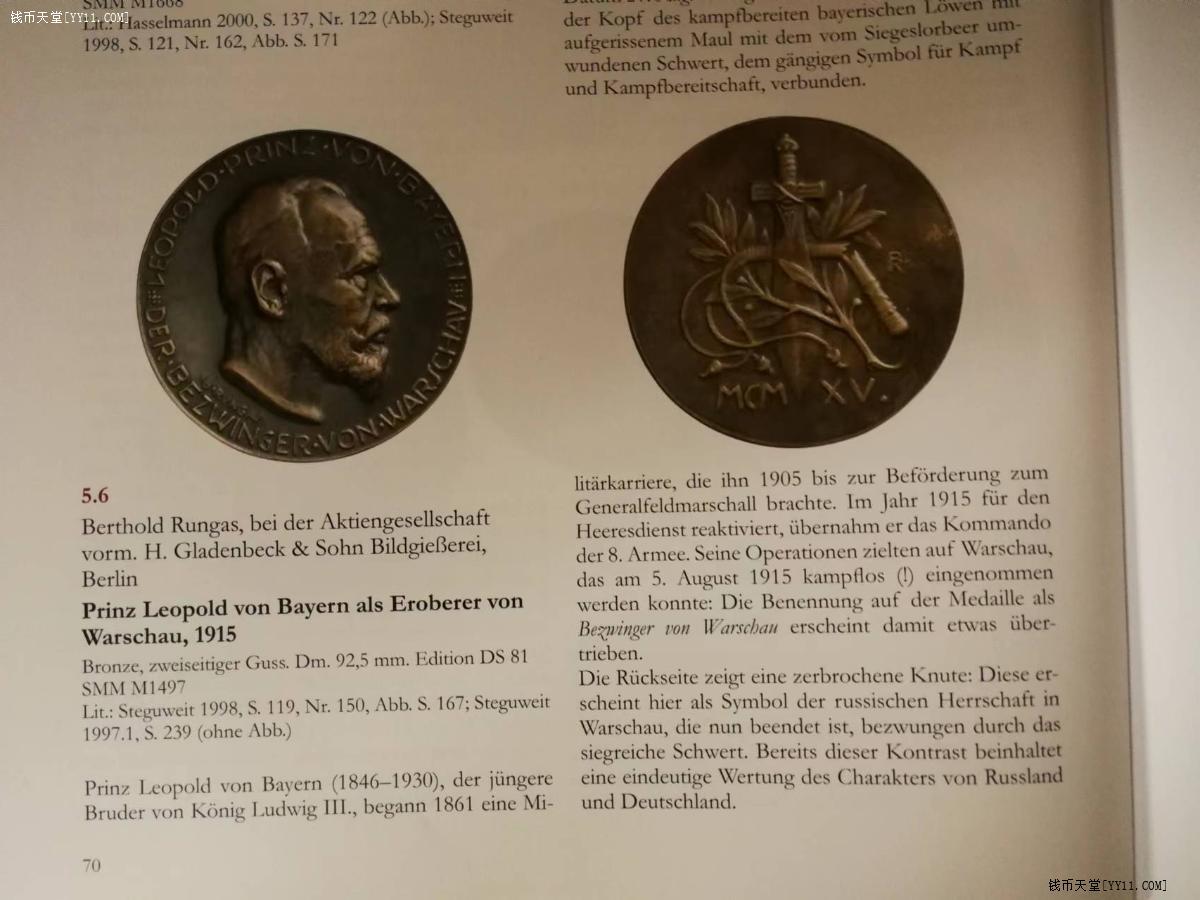 钱币天堂[YY11.COM]
SMM M1668
Lit.: Hasselmann 2000, S. 137, Nr. 122 (Abb.); Steguweit
1998, S. 121, Nr. 162, Abb. S. 171
der Kopf des kampfbereiten bayerischen Löwen mit
aufgerissenem Maul mit dem vom Siegeslorbeer um-
wundenen Schwert, dem gängigen Symbol für Kampf
und Kampfbereitschaft, verbunden.
LEOPOLD·PRINZ·VON·BAYERN
DER·BEZWINGER·VON·WARSCHAV
MCM XV.
5.6
Berthold Rungas, bei der Aktiengesellschaft
vorm. H. Gladenbeck & Sohn Bildgießerei,
Berlin
Prinz Leopold von Bayern als Eroberer von
Warschau, 1915
Bronze, zweiseitiger Guss. Dm. 92,5 mm. Edition DS 81
SMM M1497
Lit.: Steguweit 1998, S. 119, Nr. 150, Abb. S. 167; Steguweit
1997.1, S. 239 (ohne Abb.)
Prinz Leopold von Bayern (1846–1930), der jüngere
Bruder von König Ludwig III., begann 1861 eine Mi-
litärkarriere, die ihn 1905 bis zur Beförderung zum
Generalfeldmarschall brachte. Im Jahr 1915 für den
Heeresdienst reaktiviert, übernahm er das Kommando
der 8. Armee. Seine Operationen zielten auf Warschau,
das am 5. August 1915 kampflos (!) eingenommen
werden konnte: Die Benennung auf der Medaille als
Bezwinger von Warschau erscheint damit etwas über-
trieben.
Die Rückseite zeigt eine zerbrochene Knute: Diese er-
scheint hier als Symbol der russischen Herrschaft in
Warschau, die nun beendet ist, bezwungen durch das
siegreiche Schwert. Bereits dieser Kontrast beinhaltet
eine eindeutige Wertung des Charakters von Russland
und Deutschland.
70
钱币天堂[YY11.COM]